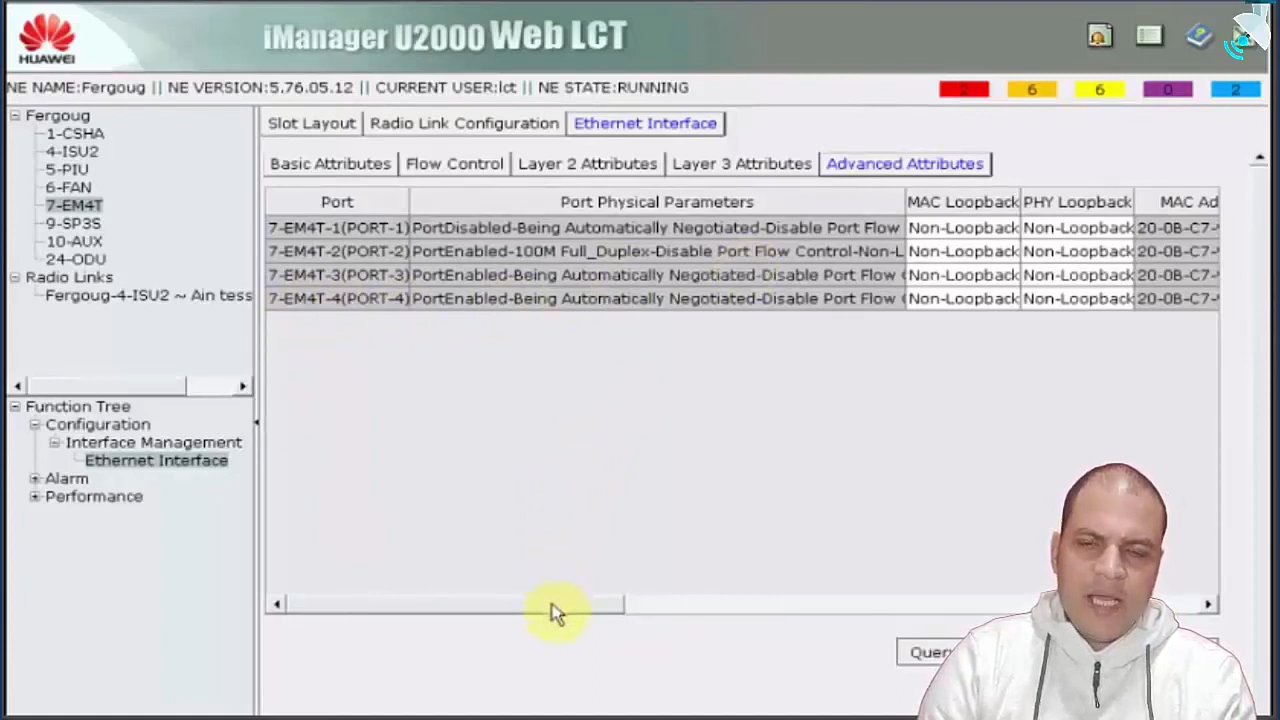 HUAWEI
iManager U2000 Web LCT
NE NAME:Fergoug || NE VERSION:5.76.05.12 || CURRENT USER:lct || NE STATE:RUNNING
2 6 6 0 2
Fergoug
1-CSHA
4-ISU2
5-PIU
6-FAN
7-EM4T
9-SP3S
10-AUX
24-ODU
Radio Links
Fergoug-4-ISU2 ~ Ain tess
Function Tree
Configuration
Interface Management
Ethernet Interface
Alarm
Performance
Slot Layout Radio Link Configuration Ethernet Interface
Basic Attributes Flow Control Layer 2 Attributes Layer 3 Attributes Advanced Attributes
Port Port Physical Parameters MAC Loopback PHY Loopback MAC Ad
7-EM4T-1(PORT-1) PortDisabled-Being Automatically Negotiated-Disable Port Flow Non-Loopback Non-Loopback 20-0B-C7-
7-EM4T-2(PORT-2) PortEnabled-100M Full_Duplex-Disable Port Flow Control-Non-L Non-Loopback Non-Loopback 20-0B-C7-
7-EM4T-3(PORT-3) PortEnabled-Being Automatically Negotiated-Disable Port Flow Non-Loopback Non-Loopback 20-0B-C7-
7-EM4T-4(PORT-4) PortEnabled-Being Automatically Negotiated-Disable Port Flow Non-Loopback Non-Loopback 20-0B-C7-
Quer